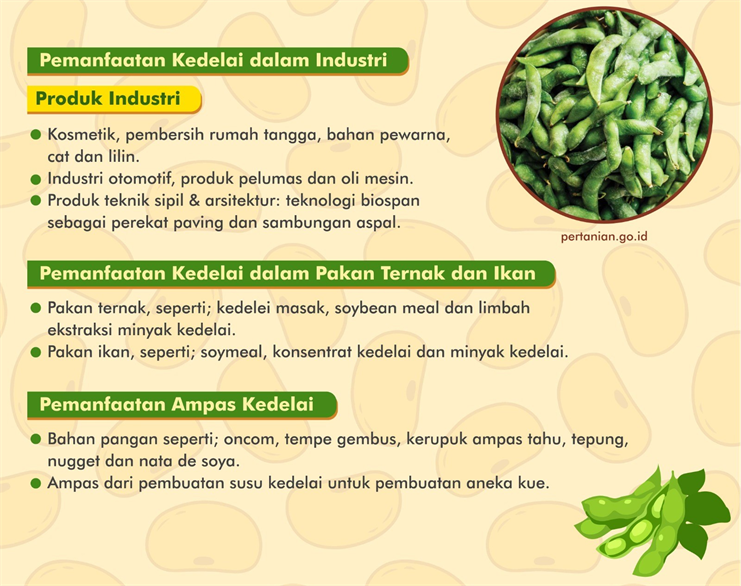 Pemanfaatan Kedelai dalam Industri
Produk Industri
Kosmetik, pembersih rumah tangga, bahan pewarna,
cat dan lilin.
Industri otomotif, produk pelumas dan oli mesin.
Produk teknik sipil & arsitektur: teknologi biospan
sebagai perekat paving dan sambungan aspal.
pertanian.go.id
Pemanfaatan Kedelai dalam Pakan Ternak dan Ikan
Pakan ternak, seperti; kedelei masak, soybean meal dan limbah
ekstraksi minyak kedelai.
Pakan ikan, seperti; soymeal, konsentrat kedelai dan minyak kedelai.
Pemanfaatan Ampas Kedelai
Bahan pangan seperti; oncom, tempe gembus, kerupuk ampas tahu, tepung,
nugget dan nata de soya.
Ampas dari pembuatan susu kedelai untuk pembuatan aneka kue.